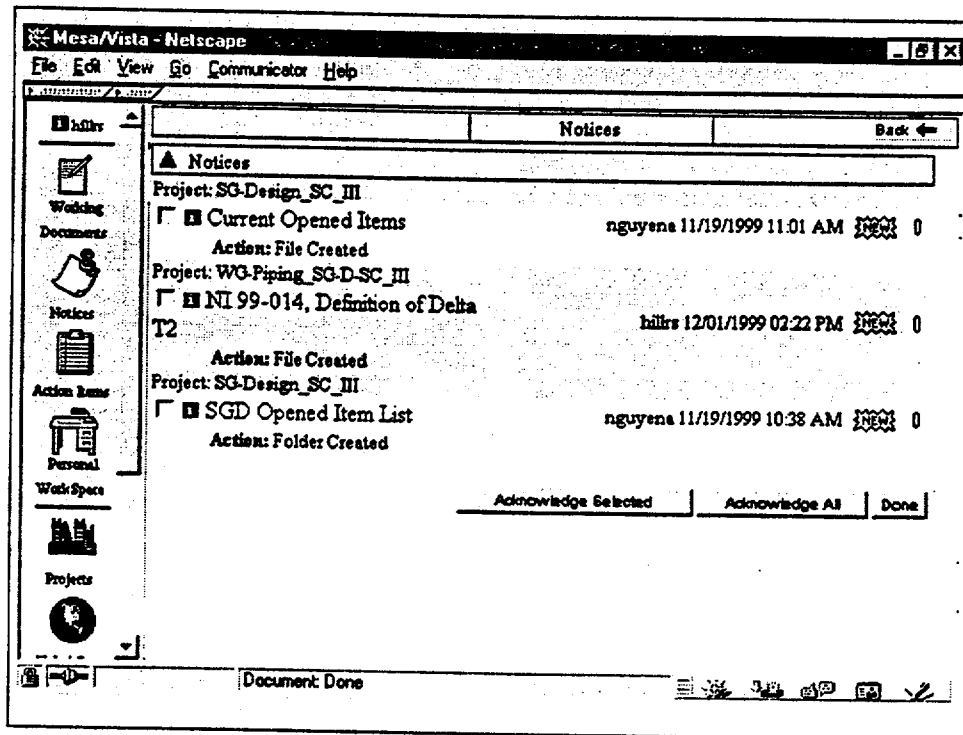 Mesa/Vista - Netscape
File Edit View Go Communicator Help
hillrs
Notices
Back
Working
Documents
Notices
Action Items
Personal
WorkSpace
Projects
Notices
Project: SG-Design_SC_III
Current Opened Items
nguyena 11/19/1999 11:01 AM NEW 0
Action: File Created
Project: WG-Piping_SG-D-SC_III
NI 99-014, Definition of Delta
T2
hillrs 12/01/1999 02:22 PM NEW 0
Action: File Created
Project: SG-Design_SC_III
SGD Opened Item List
nguyena 11/19/1999 10:38 AM NEW 0
Action: Folder Created
Acknowledge Selected
Acknowledge All
Done
Document: Done